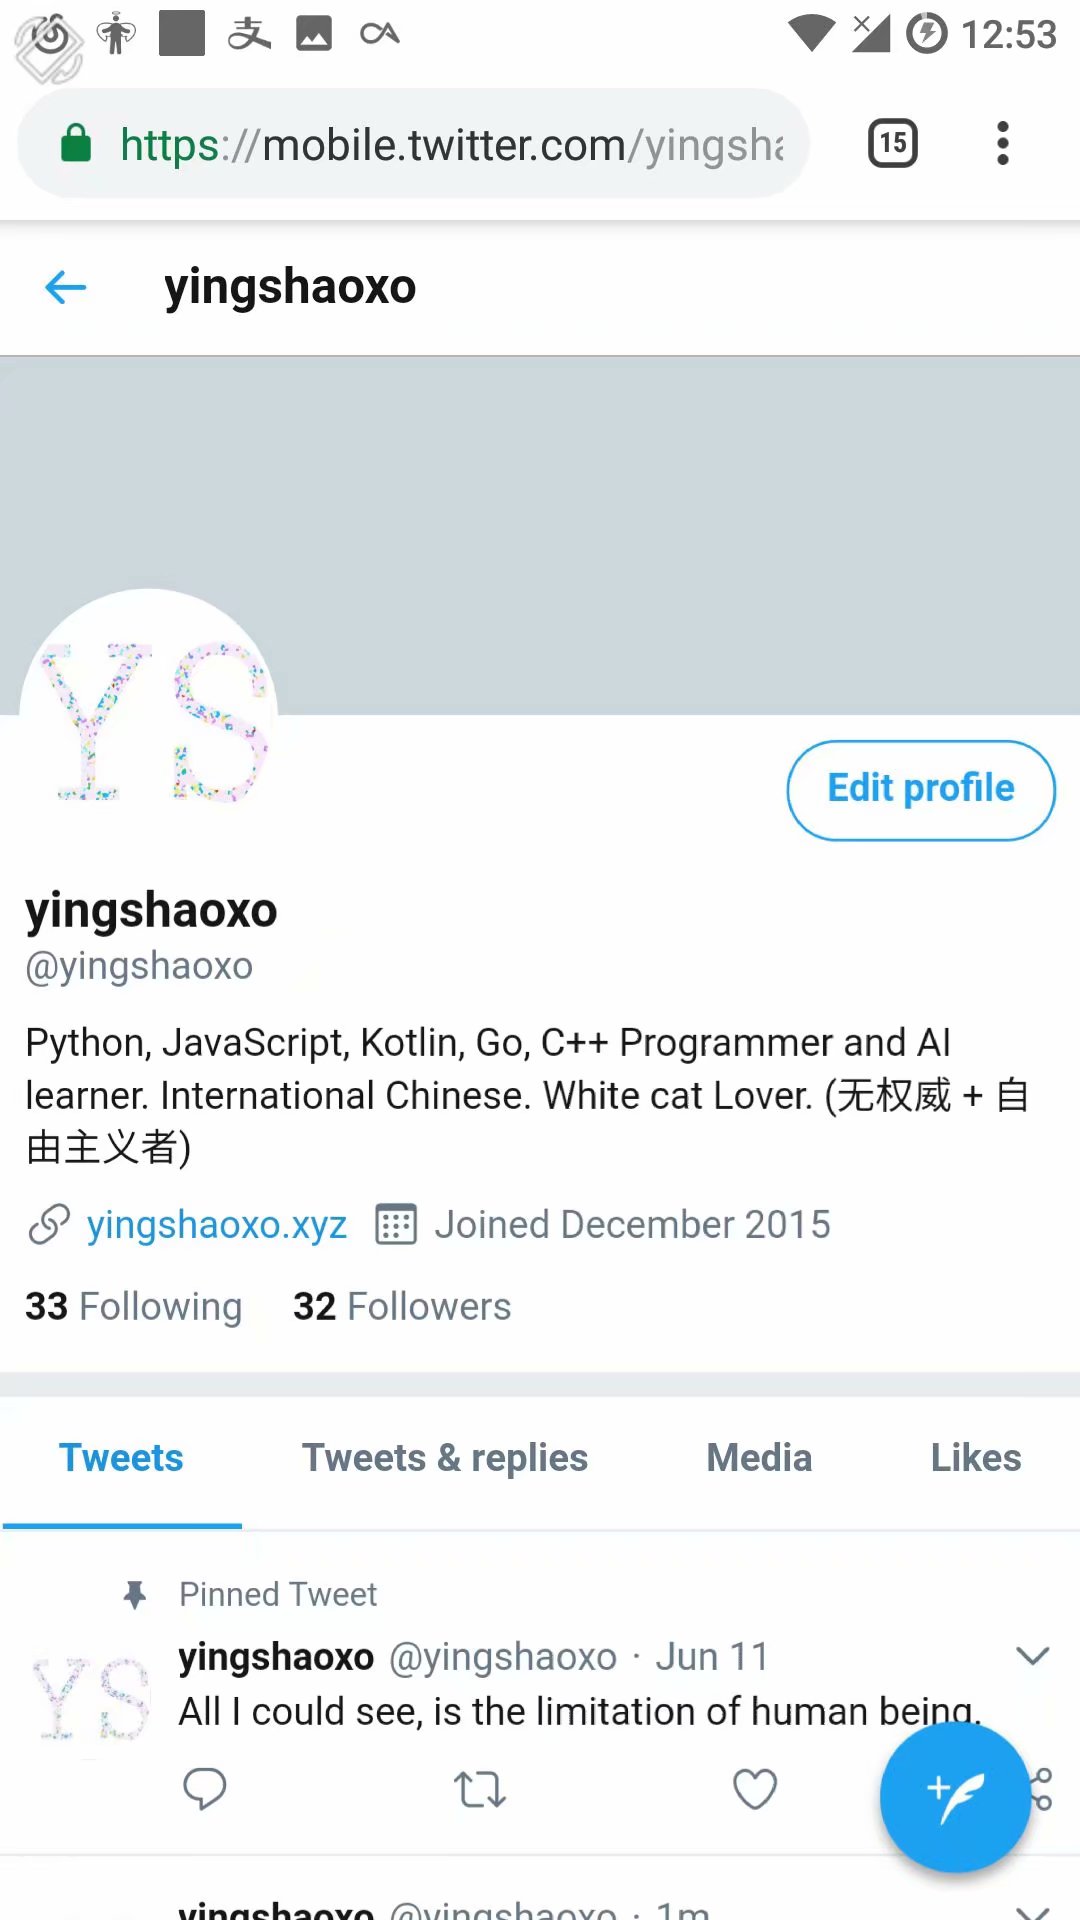 12:53
https://mobile.twitter.com/yingsha
15
yingshaoxo
YS
Edit profile
yingshaoxo
@yingshaoxo
Python, JavaScript, Kotlin, Go, C++ Programmer and AI
learner. International Chinese. White cat Lover. (无权威 + 自
由主义者)
yingshaoxo.xyz Joined December 2015
33 Following 32 Followers
Tweets Tweets & replies Media Likes
Pinned Tweet
yingshaoxo @yingshaoxo · Jun 11
YS
All I could see, is the limitation of human being.
yingshaoxo @yingshaoxo · 1m